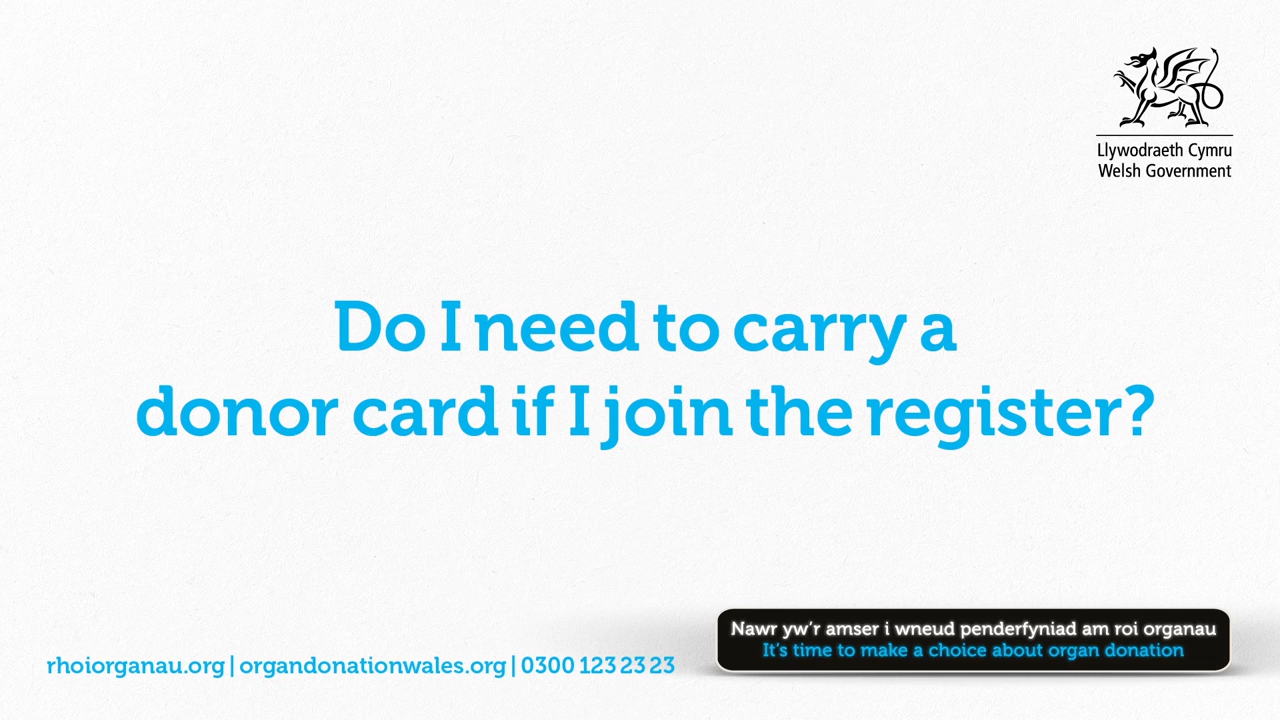 Llywodraeth Cymru
Welsh Government
Do I need to carry a
donor card if I join the register?
Nawr yw'r amser i wneud penderfyniad am roi organau
It's time to make a choice about organ donation
rhoiorganau.org | organdonationwales.org | 0300 123 23 23